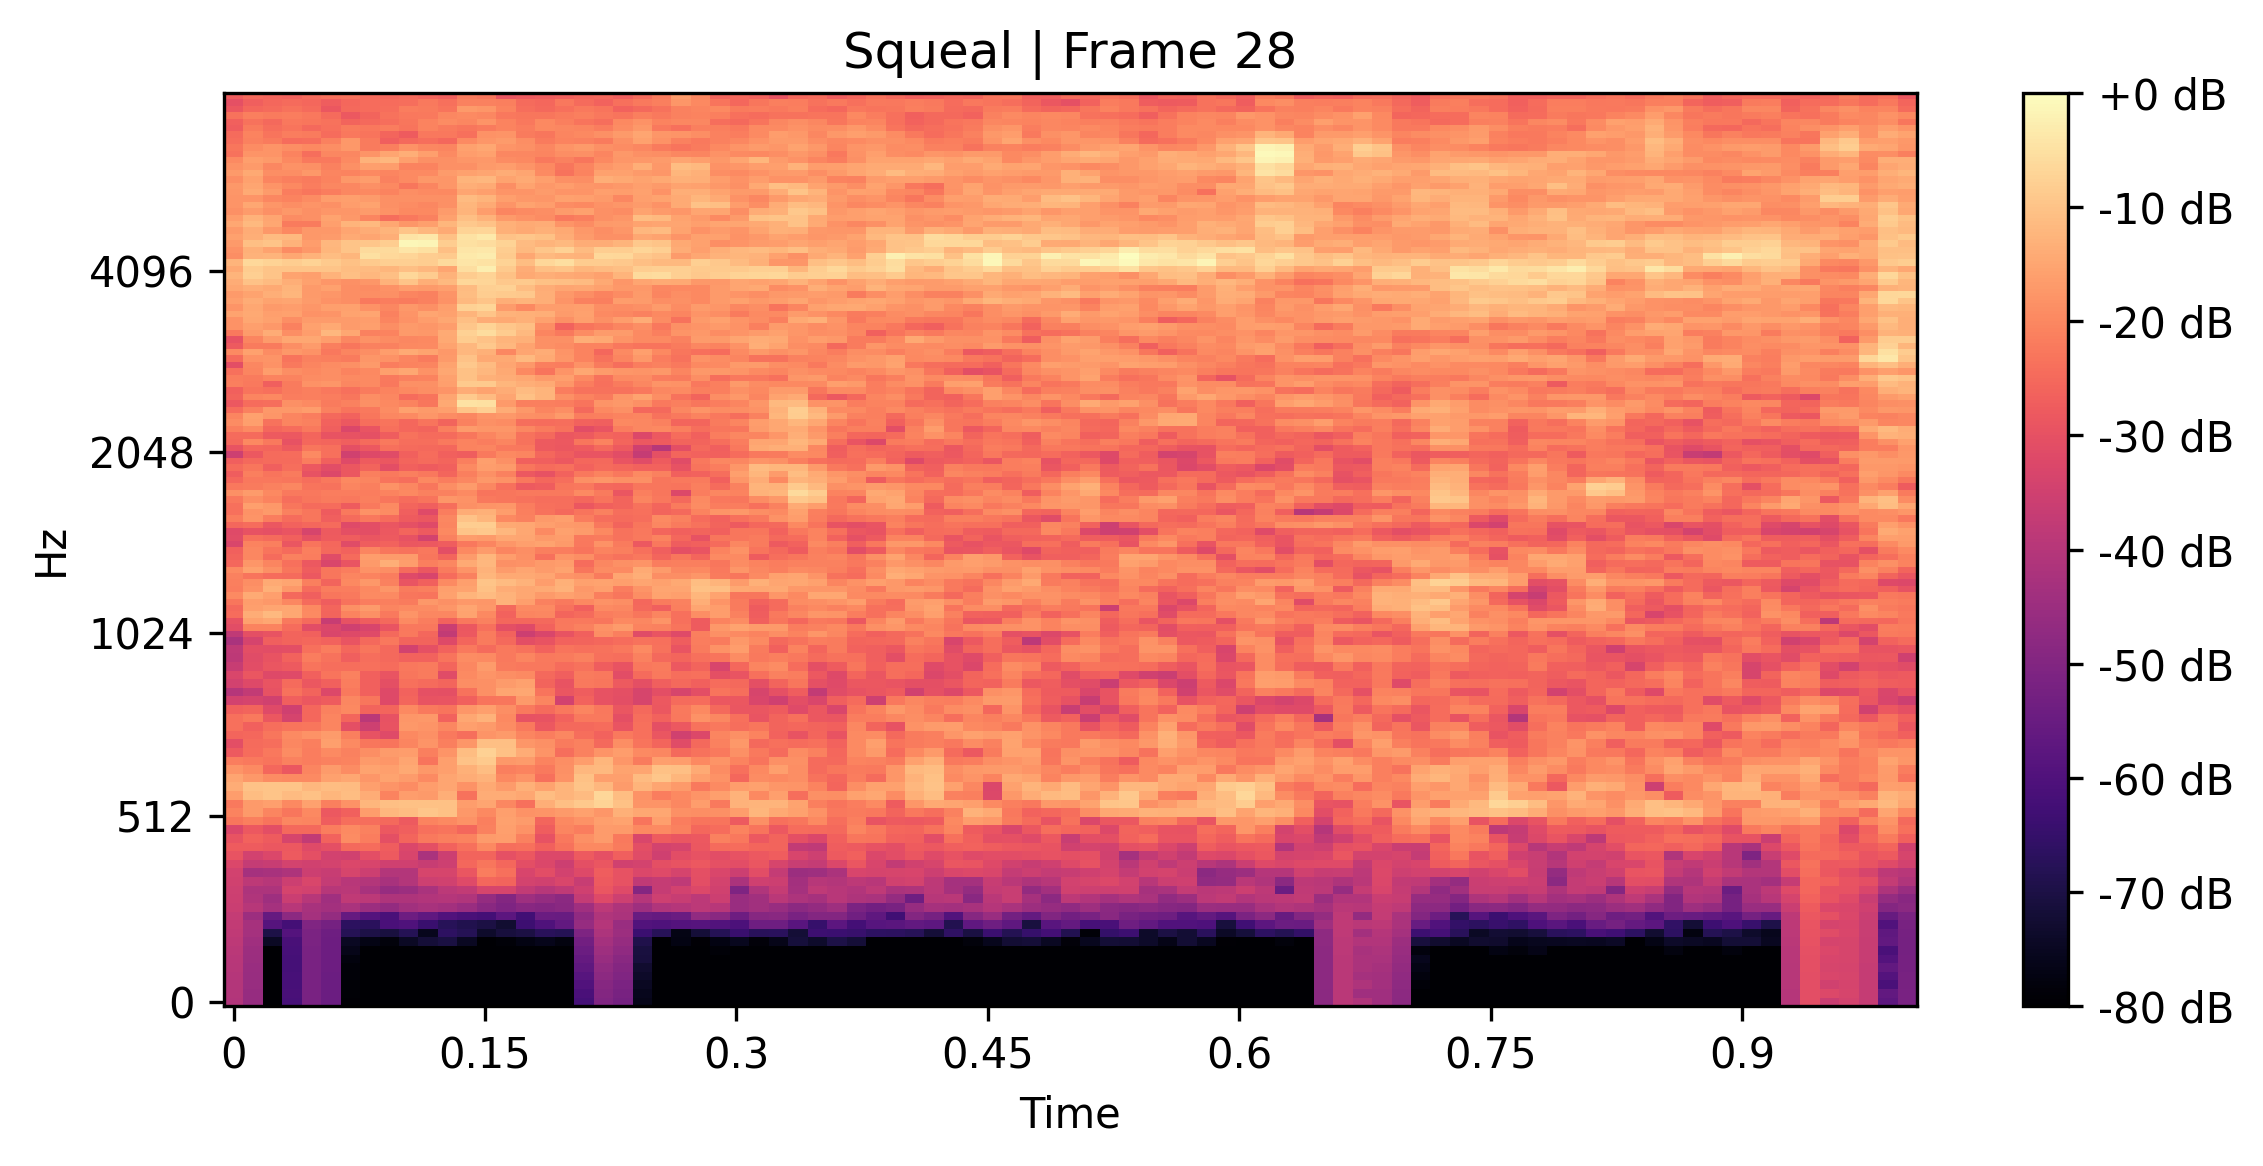 Squeal | Frame 28
Hz
4096
2048
1024
512
0
0 0.15 0.3 0.45 0.6 0.75 0.9
Time
+0 dB
-10 dB
-20 dB
-30 dB
-40 dB
-50 dB
-60 dB
-70 dB
-80 dB